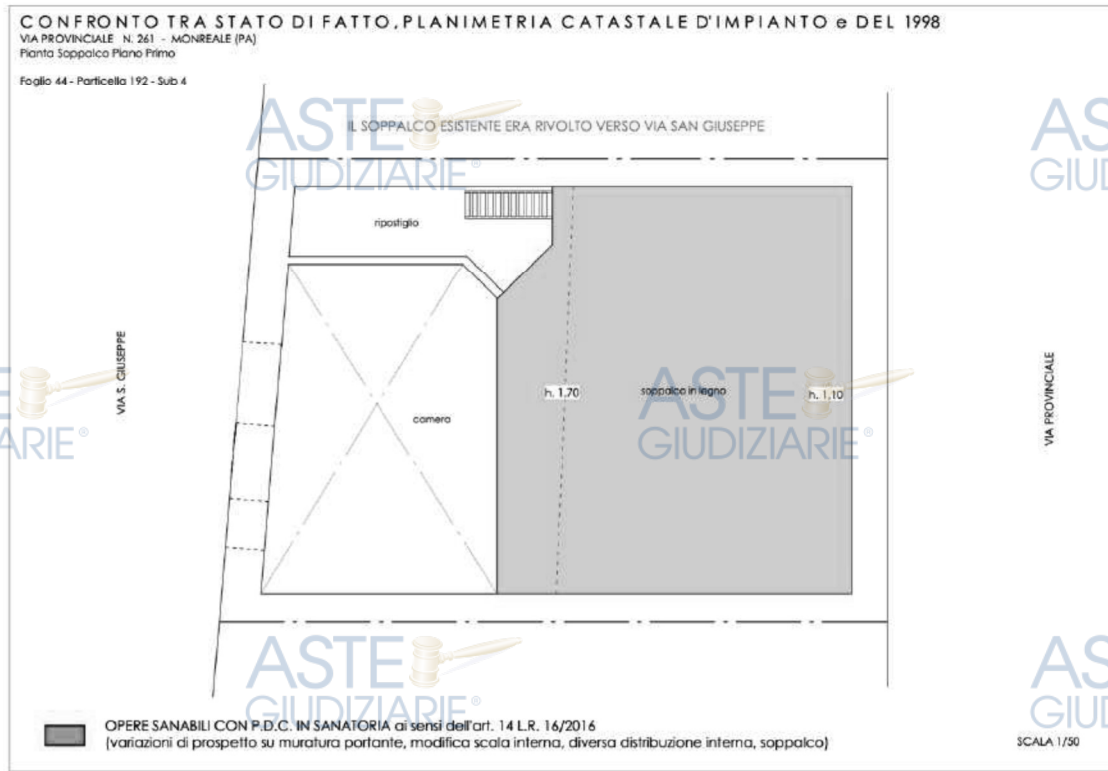 CONFRONTO TRA STATO DI FATTO, PLANIMETRIA CATASTALE D'IMPIANTO e DEL 1998
VIA PROVINCIALE N. 261 - MONREALE (PA)
Pianta Soppalco Piano Primo
Foglio 44 - Particella 192 - Sub 4
ASTE
GIUDIZIARIE®
AS
GIUD
IL SOPPALCO ESISTENTE ERA RIVOLTO VERSO VIA SAN GIUSEPPE
ripostiglio
VIA S. GIUSEPPE
E
ARIE®
camera
h. 1,70
soppalco in legno
h. 1,10
ASTE
GIUDIZIARIE®
VIA PROVINCIALE
ASTE
GIUDIZIARIE®
AS
GIUD
OPERE SANABILI CON P.D.C. IN SANATORIA ai sensi dell'art. 14 L.R. 16/2016
(variazioni di prospetto su muratura portante, modifica scala interna, diversa distribuzione interna, soppalco)
SCALA 1/50